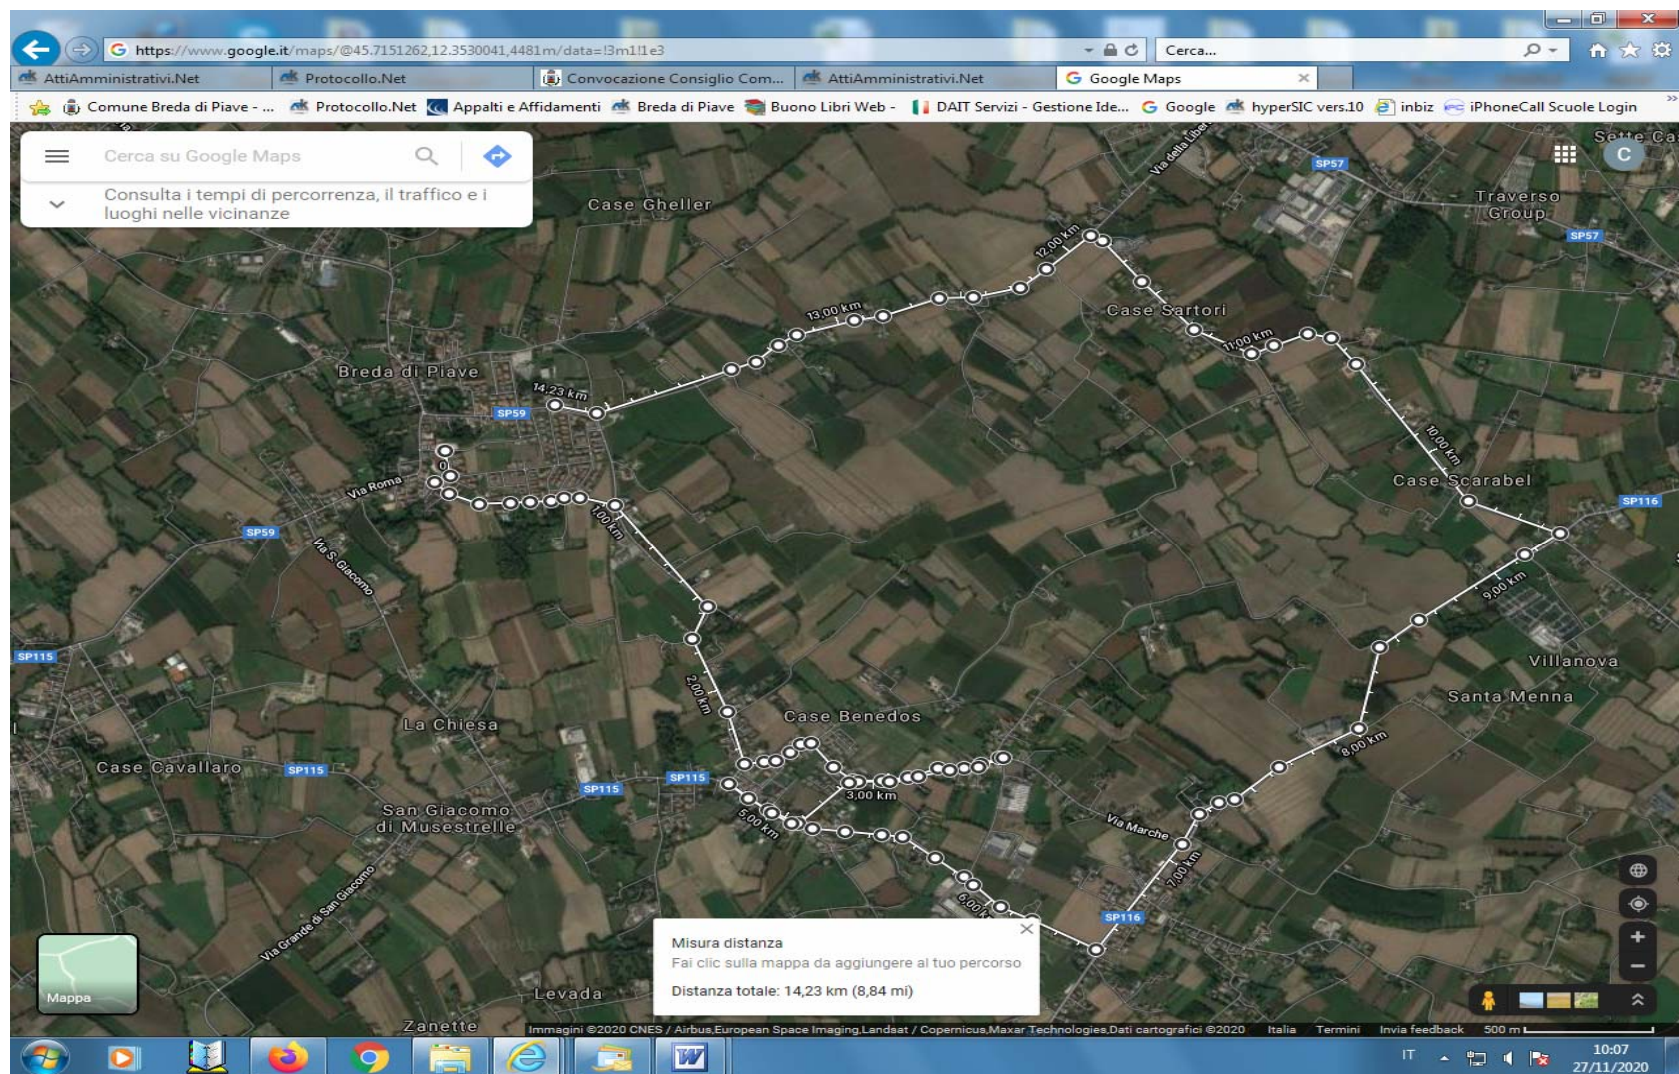 https://www.google.it/maps/@45.7151262,12.3530041,4481m/data=!3m1!1e3
Cerca...
AttiAmministrativi.Net
Protocollo.Net
Convocazione Consiglio Com...
AttiAmministrativi.Net
Google Maps
Comune Breda di Piave - ...
Protocollo.Net
Appalti e Affidamenti
Breda di Piave
Buono Libri Web -
DAIT Servizi - Gestione Ide...
Google
hyperSIC vers.10
inbiz
iPhoneCall Scuole Login
Cerca su Google Maps
Consulta i tempi di percorrenza, il traffico e i
luoghi nelle vicinanze
C
SP57
Traverso
Group
SP57
Case Gheller
12,00 km
13,00 km
Case Sartori
11,00 km
Breda di Piave
14,23 km
SP59
0
Via Roma
10,00 km
Case Scarabel
SP116
SP59
Via S. Giacomo
1,00 km
9,00 km
SP115
Villanova
Santa Menna
2,00 km
La Chiesa
Case Benedos
8,00 km
Case Cavallaro
SP115
SP115
SP115
3,00 km
San Giacomo
di Musestrelle
5,00 km
Via Marche
7,00 km
Via Grande di San Giacomo
SP116
Misura distanza
Fai clic sulla mappa da aggiungere al tuo percorso
Distanza totale: 14,23 km (8,84 mi)
Mappa
Levada
Zanette
Immagini ©2020 CNES / Airbus,European Space Imaging,Landsat / Copernicus,Maxar Technologies,Dati cartografici ©2020
Italia
Termini
Invia feedback
500 m
IT
10:07
27/11/2020